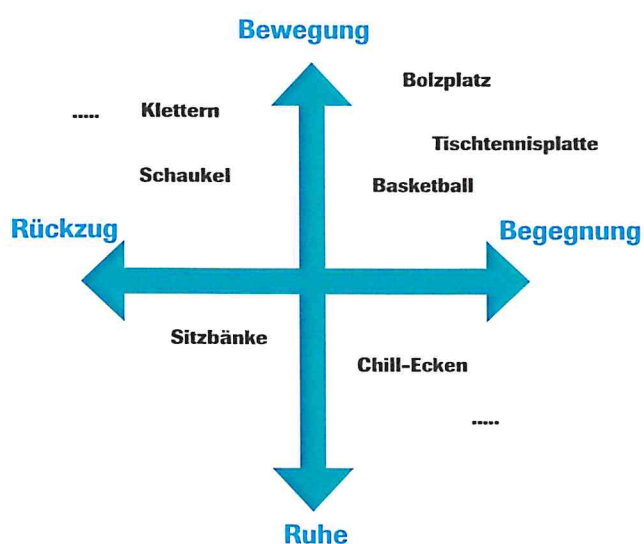 Bewegung
Bolzplatz
..... Klettern
Tischtennisplatte
Schaukel
Basketball
Rückzug
Begegnung
Sitzbänke
Chill-Ecken
.....
Ruhe